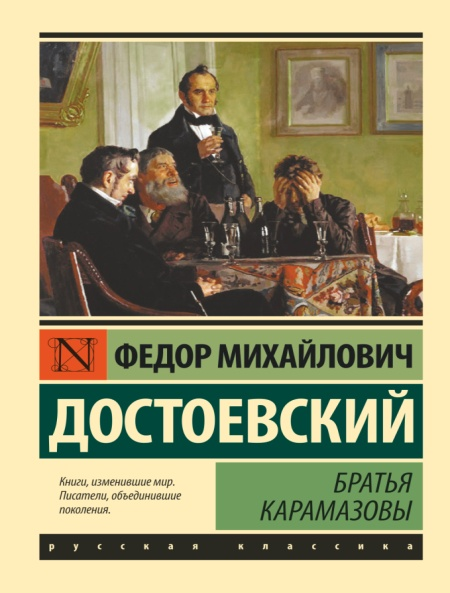 N
ФЕДОР МИХАЙЛОВИЧ
ДОСТОЕВСКИЙ
Книги, изменившие мир.
Писатели, объединившие
поколения.
БРАТЬЯ
КАРАМАЗОВЫ
русская классика